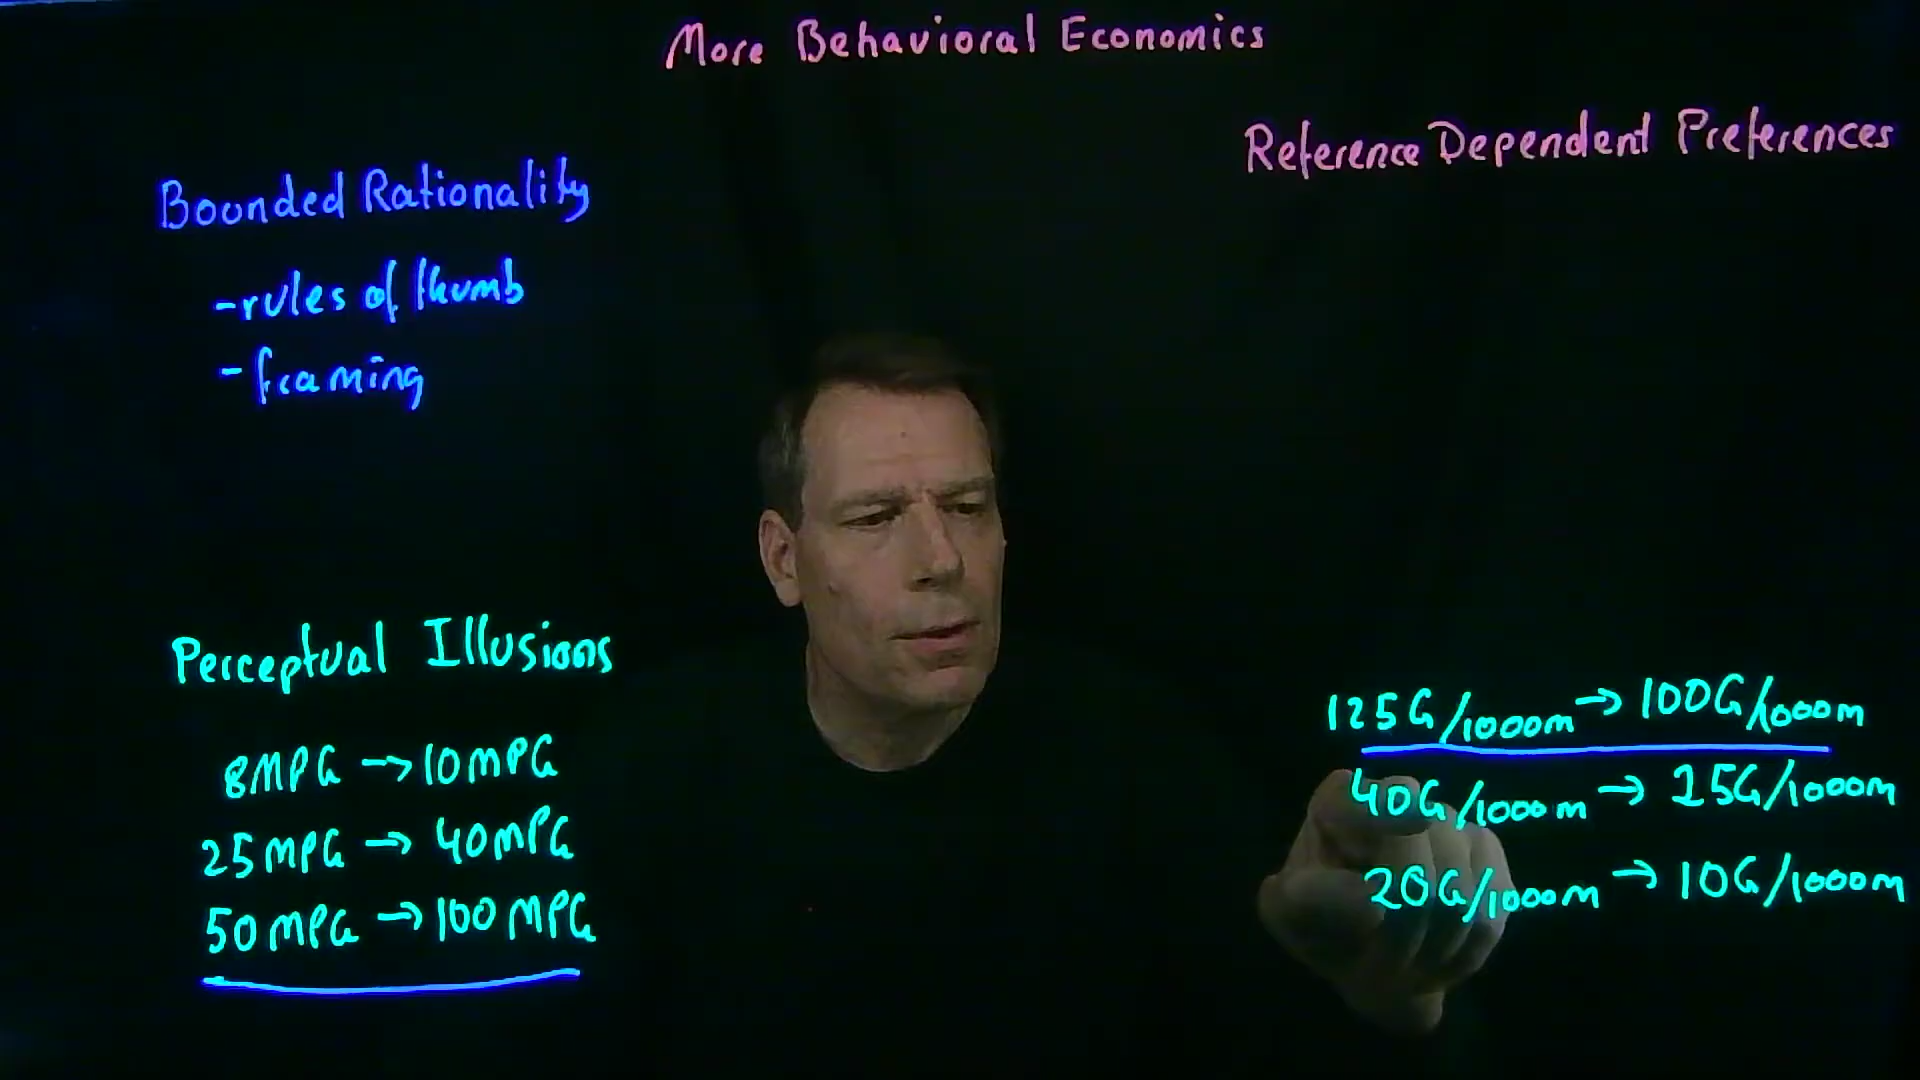 More Behavioral Economics
Reference Dependent Preferences
Bounded Rationality
-rules of thumb
-framing
Perceptual Illusions
8MPG → 10MPG
25MPG → 40MPG
50MPG → 100MPG
125G/1000m → 100G/1000m
40G/1000m → 25G/1000m
20G/1000m → 10G/1000m